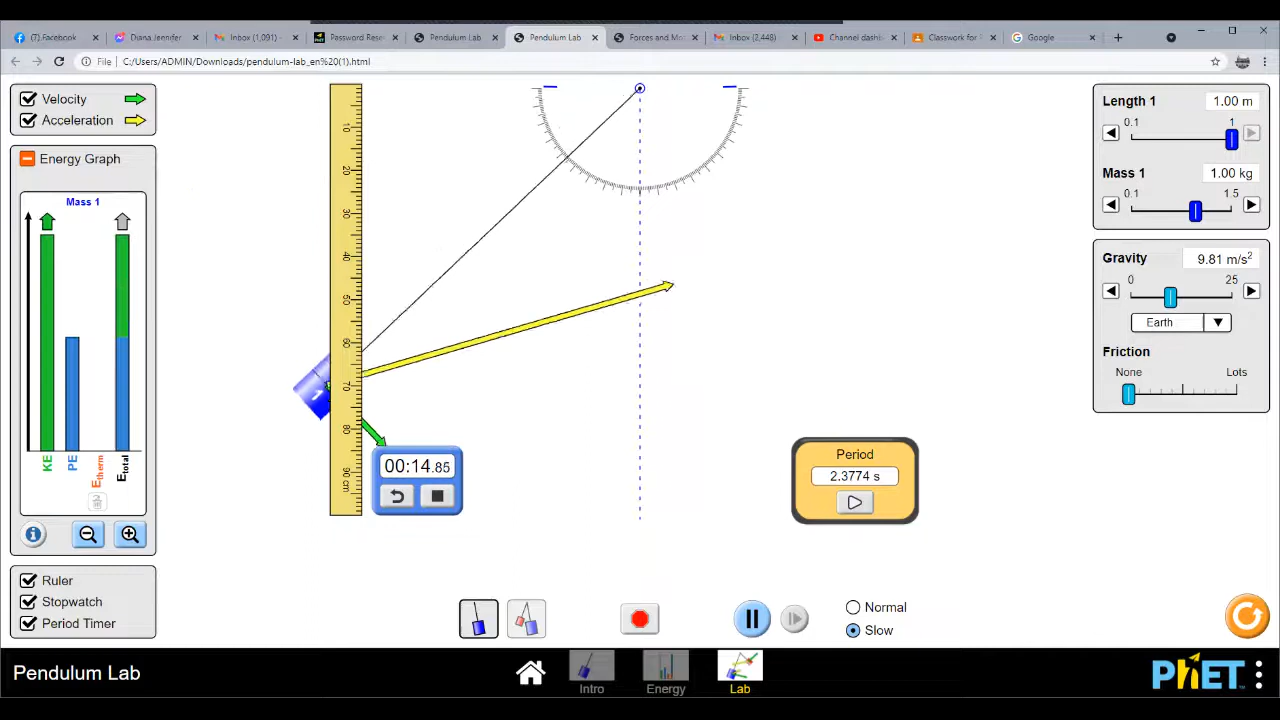 (7) Facebook
Diana Jennifer
Inbox (1,091)
Password Rese
Pendulum Lab
Pendulum Lab
Forces and Mo
Inbox (3,448)
Channel dashb
Classwork for
Google
File C:/Users/ADMIN/Downloads/pendulum-lab_en%20(1).html
Velocity
Acceleration
Energy Graph
Mass 1
KE
PE
Etherm
Etotal
Ruler
Stopwatch
Period Timer
10
20
30
40
50
60
70
80
90 cm
1
00:14.85
Period
2.3774 s
Length 1 1.00 m
0.1 1
Mass 1 1.00 kg
0.1 1.5
Gravity 9.81 m/s²
0 25
Earth
Friction
None Lots
Normal
Slow
Pendulum Lab
Intro
Energy
Lab
PhET